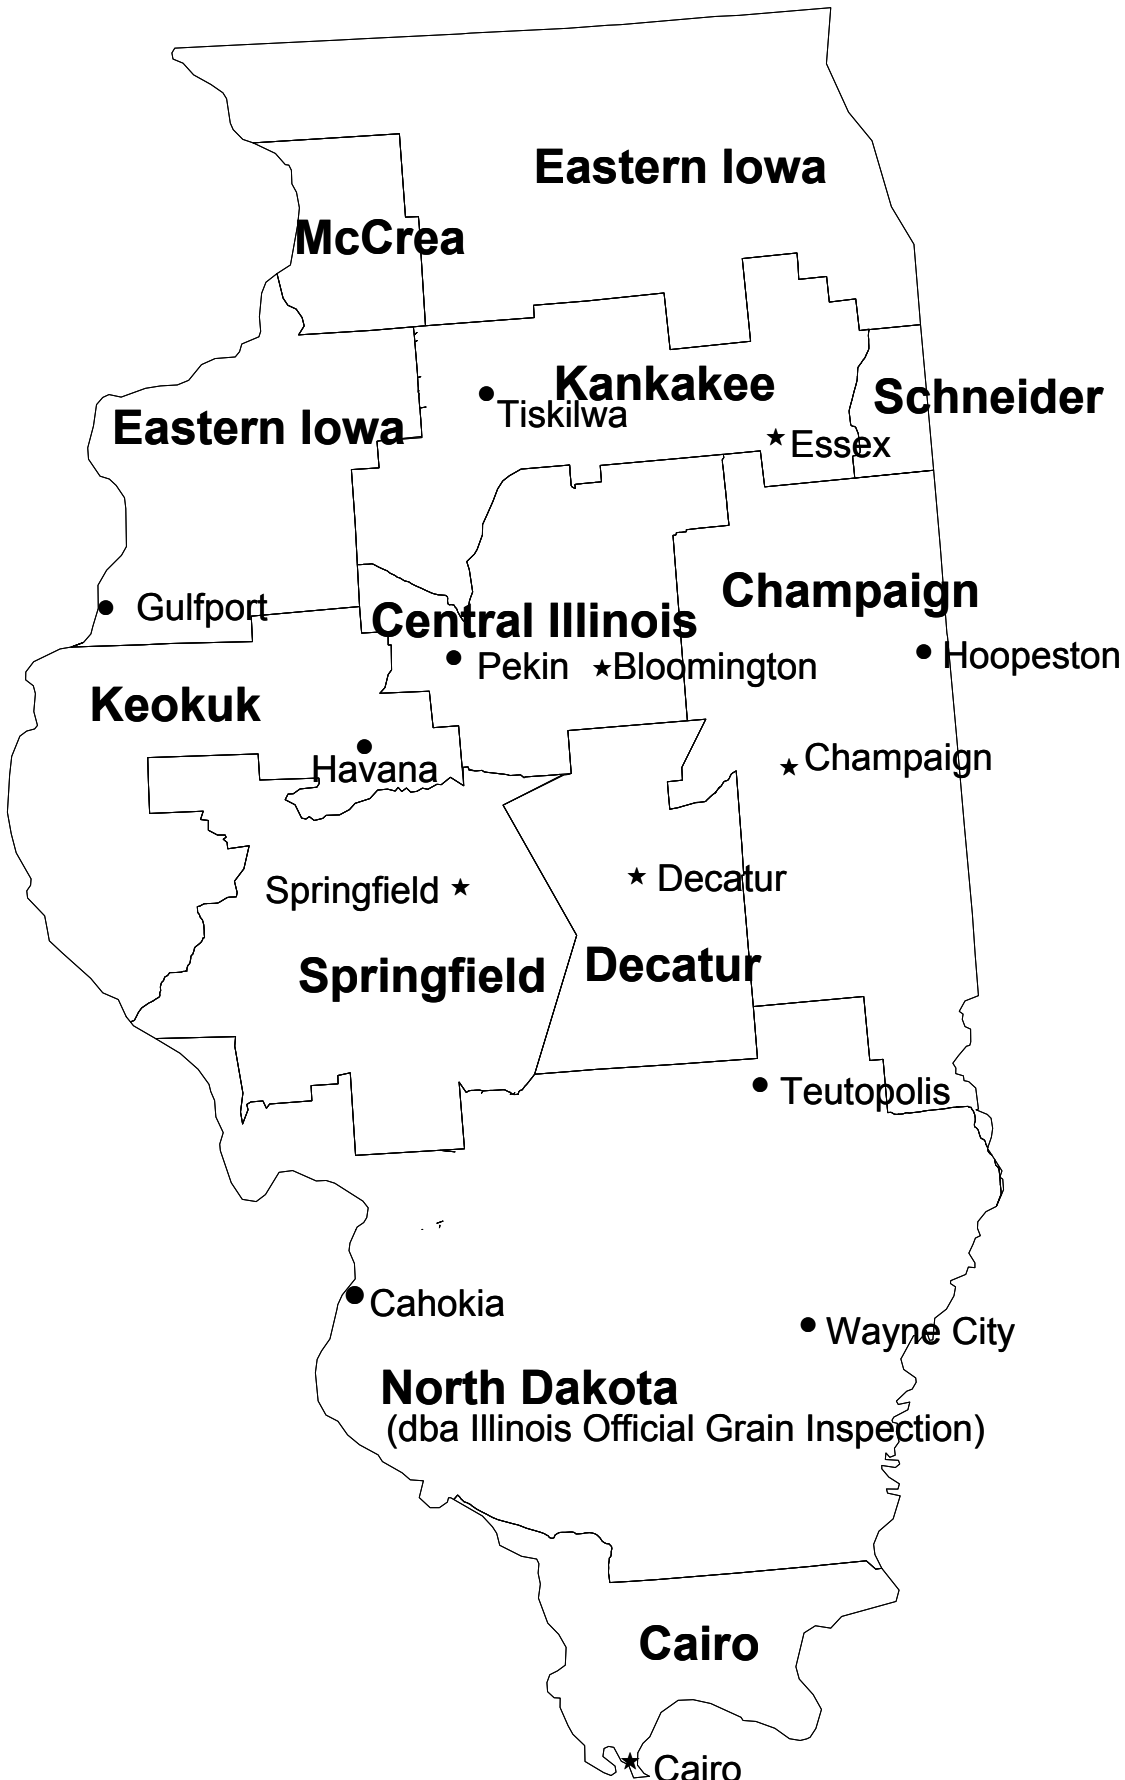 Eastern Iowa
McCrea
Kankakee
Schneider
Tiskilwa
Eastern Iowa
Essex
Champaign
Gulfport
Central Illinois
Pekin
Bloomington
Hoopeston
Keokuk
Havana
Champaign
Springfield
Decatur
Springfield
Decatur
Teutopolis
Cahokia
Wayne City
North Dakota
(dba Illinois Official Grain Inspection)
Cairo
Cairo